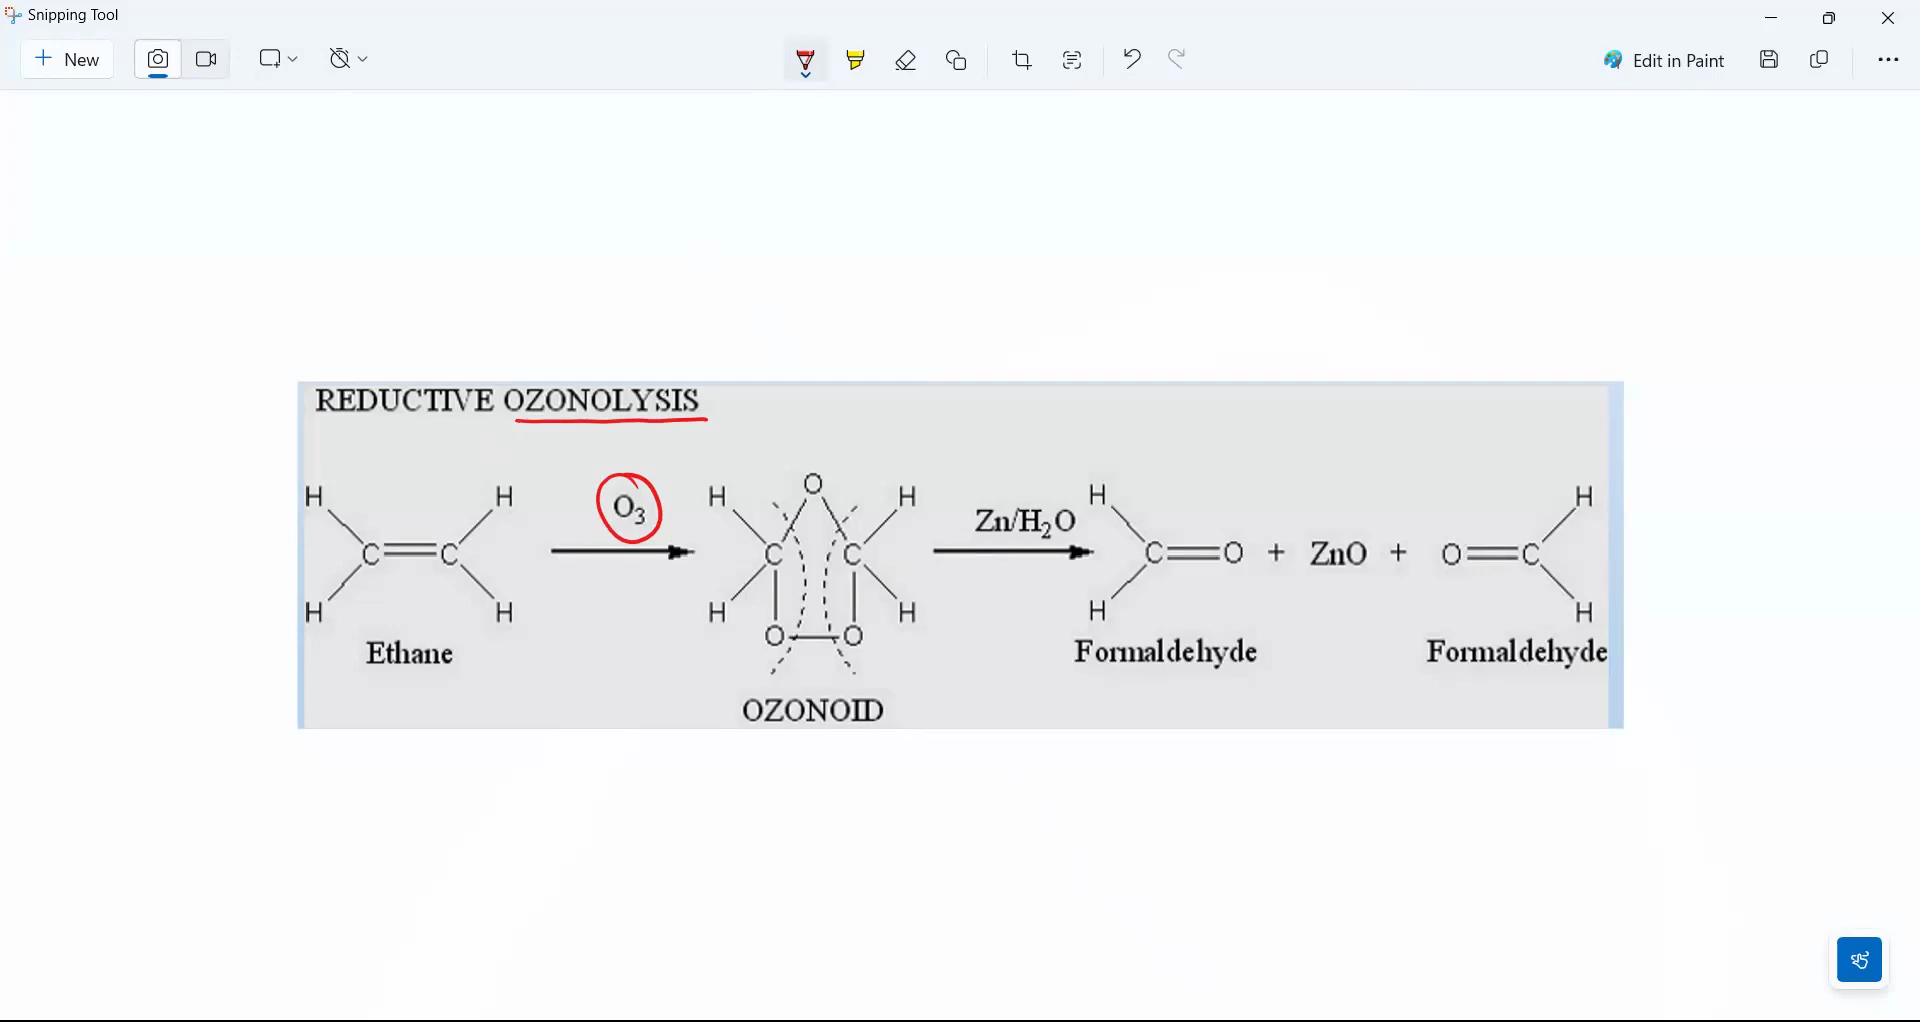 Snipping Tool
New
Edit in Paint
REDUCTIVE OZONOLYSIS
H H O₃ H O H Zn/H₂O H H
C C C C C O + ZnO + O C
H H H H H H
O O
Ethane Formaldehyde Formaldehyde
OZONOID